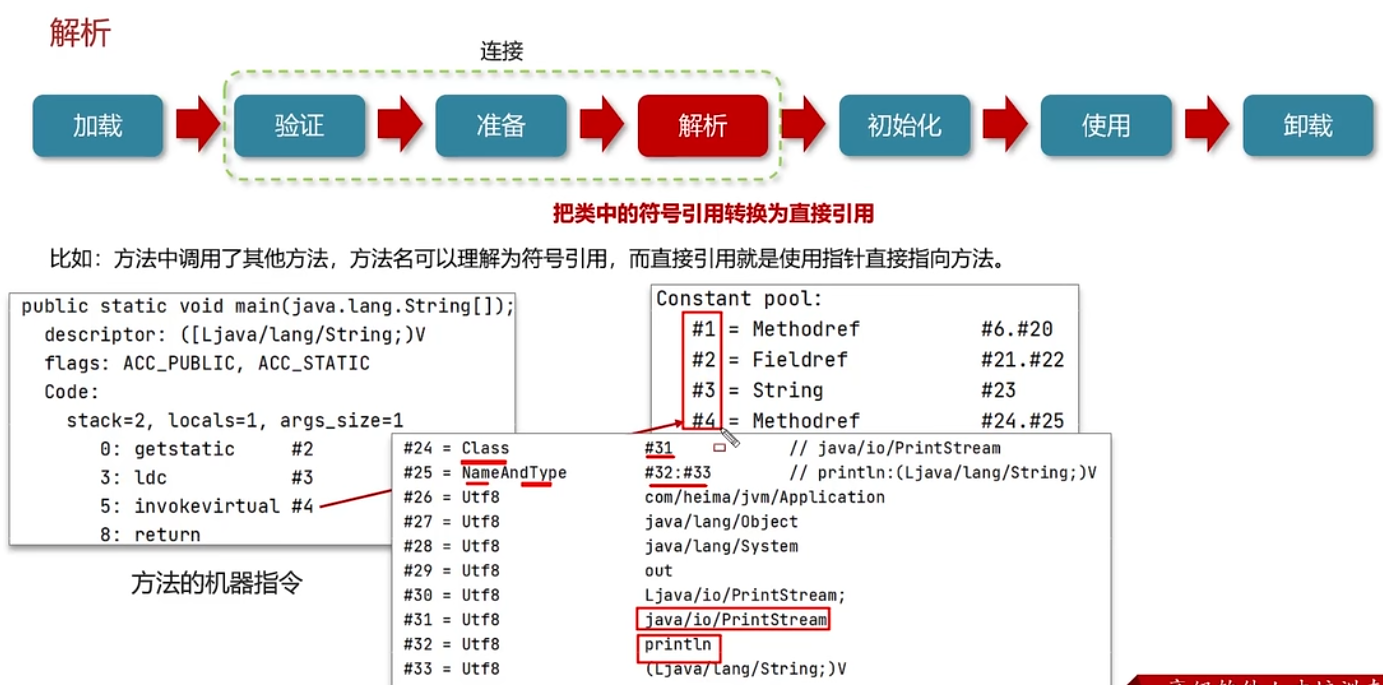 解析
连接
加载 验证 准备 解析 初始化 使用 卸载
把类中的符号引用转换为直接引用
比如：方法中调用了其他方法，方法名可以理解为符号引用，而直接引用就是使用指针直接指向方法。
public static void main(java.lang.String[]);
descriptor: ([Ljava/lang/String;)V
flags: ACC_PUBLIC, ACC_STATIC
Code:
stack=2, locals=1, args_size=1
0: getstatic #2
3: ldc #3
5: invokevirtual #4
8: return
方法的机器指令
Constant pool:
#1 = Methodref #6.#20
#2 = Fieldref #21.#22
#3 = String #23
#4 = Methodref #24.#25
#24 = Class #31 // java/io/PrintStream
#25 = NameAndType #32:#33 // println:(Ljava/lang/String;)V
#26 = Utf8 com/heima/jvm/Application
#27 = Utf8 java/lang/Object
#28 = Utf8 java/lang/System
#29 = Utf8 out
#30 = Utf8 Ljava/io/PrintStream;
#31 = Utf8 java/io/PrintStream
#32 = Utf8 println
#33 = Utf8 (Ljava/lang/String;)V